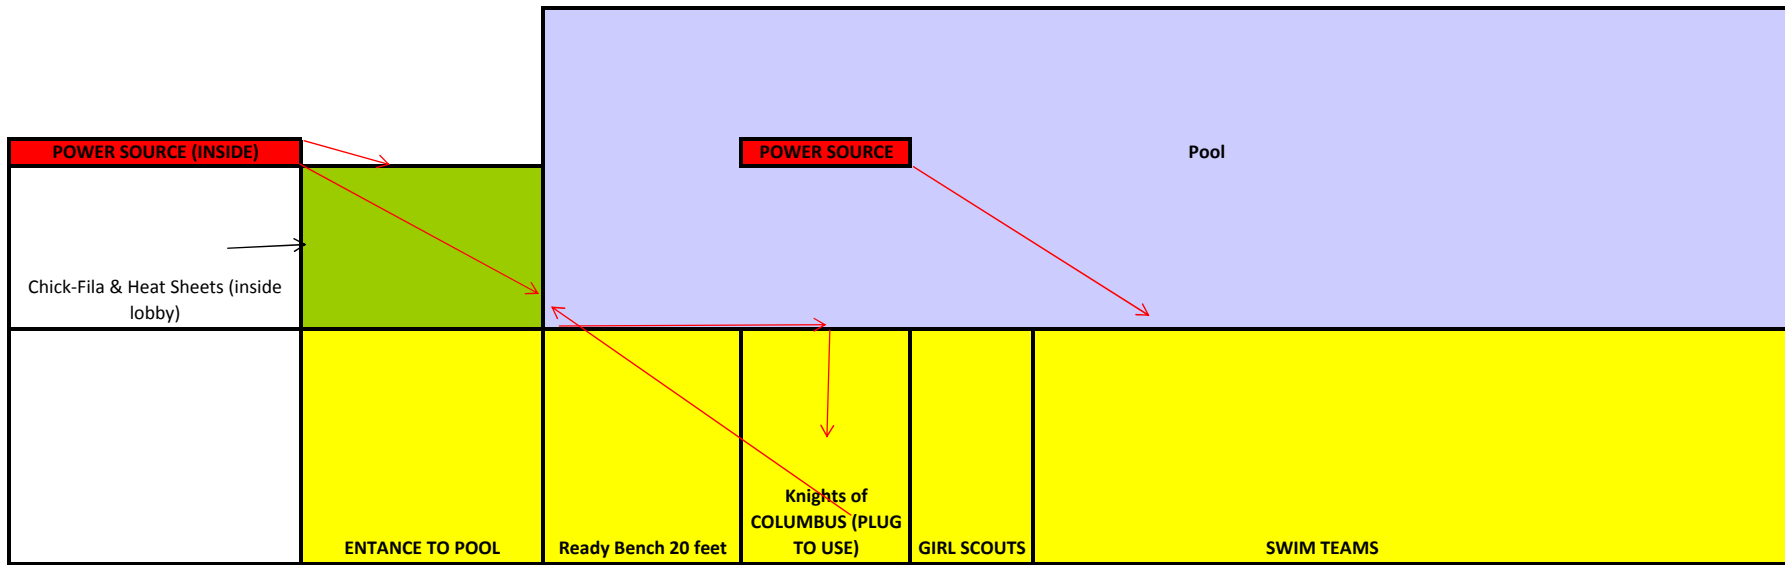 POWER SOURCE (INSIDE)
POWER SOURCE
Pool
Chick-Fila & Heat Sheets (inside
lobby)
ENTANCE TO POOL
Ready Bench 20 feet
Knights of
COLUMBUS (PLUG
TO USE)
GIRL SCOUTS
SWIM TEAMS